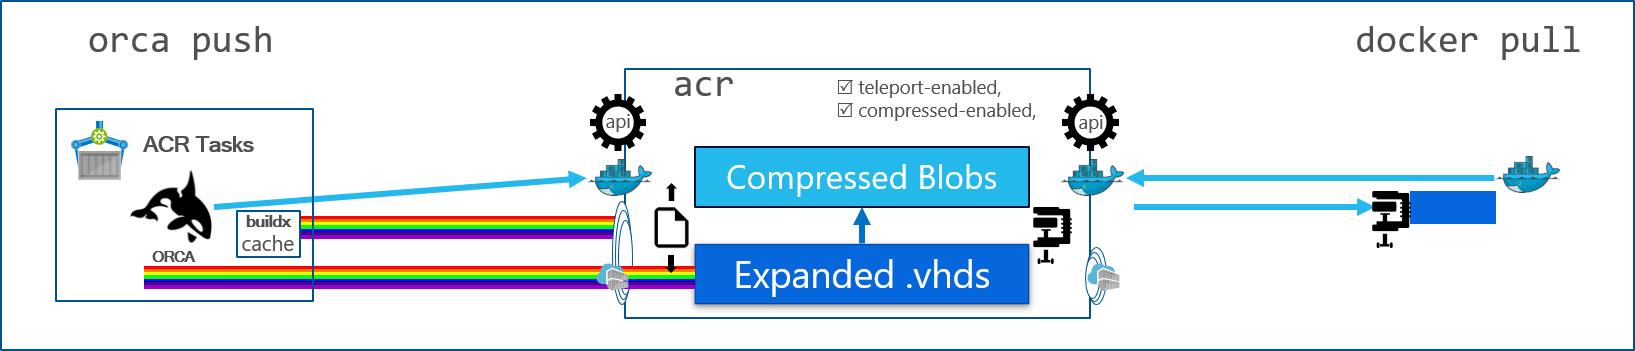 orca push
docker pull
acr
☑ teleport-enabled,
☑ compressed-enabled,
api
api
ACR Tasks
Compressed Blobs
buildx
cache
ORCA
Expanded .vhds